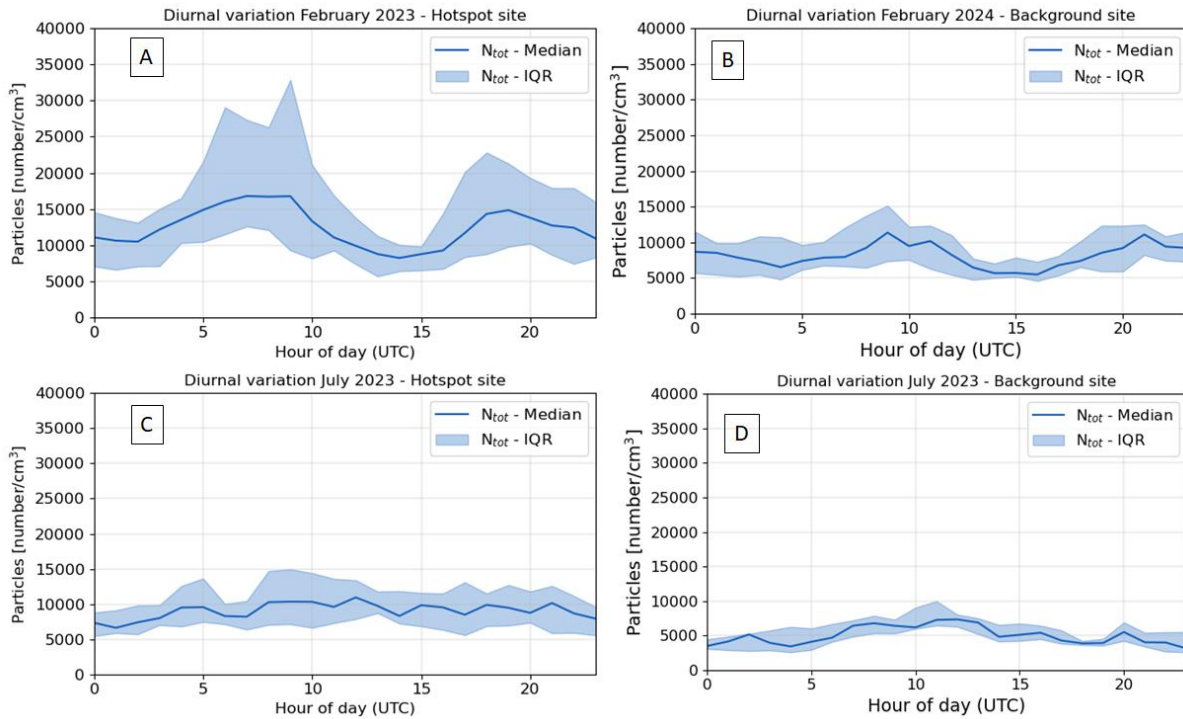 Diurnal variation February 2023 - Hotspot site
A
N_tot - Median
N_tot - IQR
Particles [number/cm³]
40000
35000
30000
25000
20000
15000
10000
5000
0
0 5 10 15 20
Hour of day (UTC)
Diurnal variation February 2024 - Background site
B
N_tot - Median
N_tot - IQR
Particles [number/cm³]
40000
35000
30000
25000
20000
15000
10000
5000
0
0 5 10 15 20
Hour of day (UTC)
Diurnal variation July 2023 - Hotspot site
C
N_tot - Median
N_tot - IQR
Particles [number/cm³]
40000
35000
30000
25000
20000
15000
10000
5000
0
0 5 10 15 20
Hour of day (UTC)
Diurnal variation July 2023 - Background site
D
N_tot - Median
N_tot - IQR
Particles [number/cm³]
40000
35000
30000
25000
20000
15000
10000
5000
0
0 5 10 15 20
Hour of day (UTC)